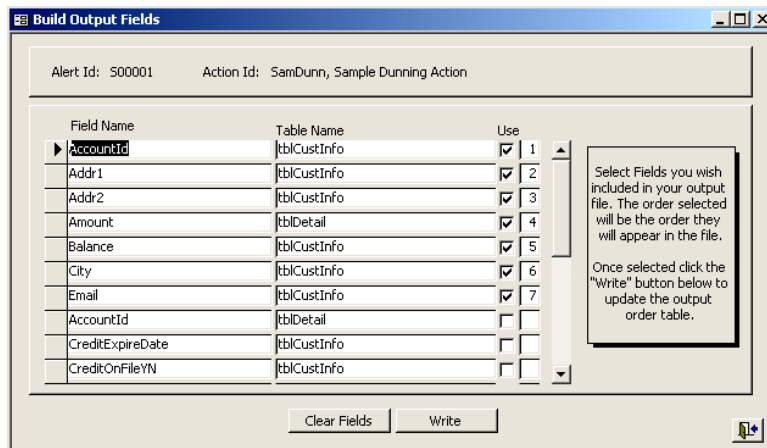 Build Output Fields
Alert Id: S00001 Action Id: SamDunn, Sample Dunning Action
Field Name Table Name Use
AccountId tblCustInfo 1
Addr1 tblCustInfo 2
Addr2 tblCustInfo 3
Amount tblDetail 4
Balance tblCustInfo 5
City tblCustInfo 6
Email tblCustInfo 7
AccountId tblDetail
CreditExpireDate tblCustInfo
CreditOnFileYN tblCustInfo
Select Fields you wish
included in your output
file. The order selected
will be the order they
will appear in the file.
Once selected click the
"Write" button below to
update the output
order table.
Clear Fields Write